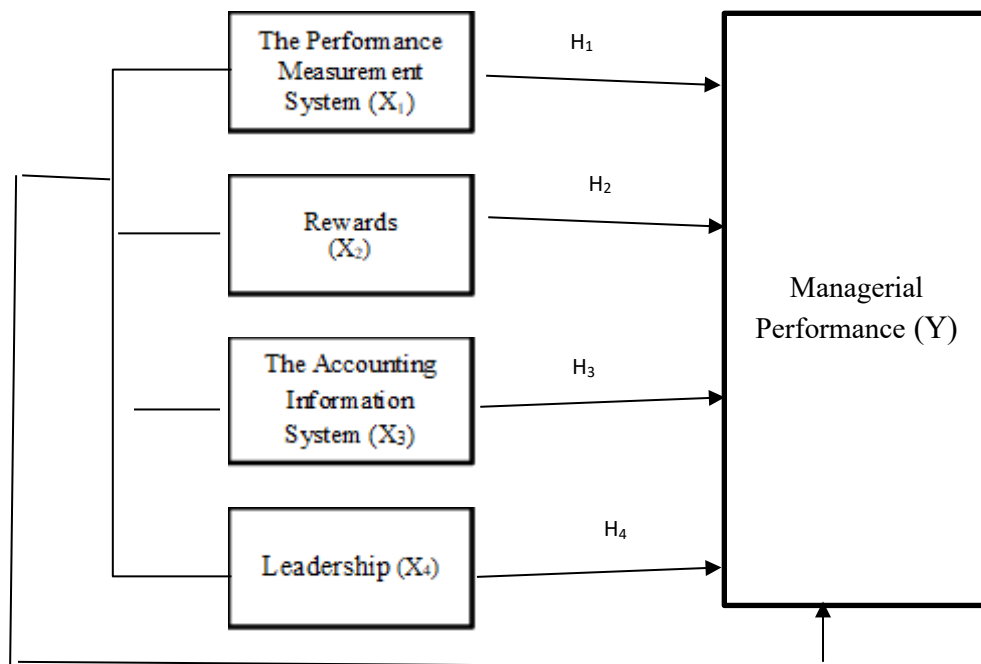 The Performance
Measurement
System (X₁)
H₁
Rewards
(X₂)
H₂
The Accounting
Information
System (X₃)
H₃
Leadership (X₄)
H₄
Managerial
Performance (Y)